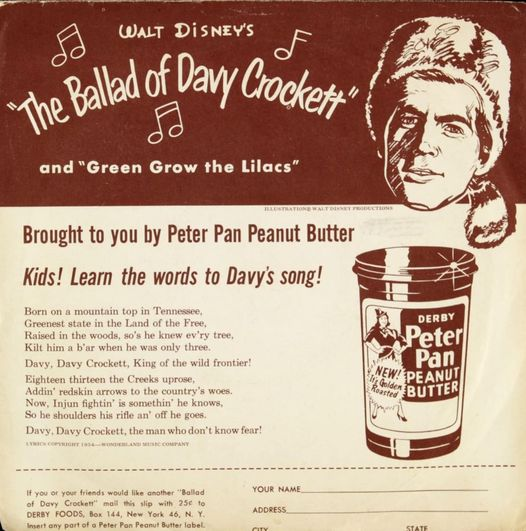 WALT DISNEY'S
"The Ballad of Davy Crockett"
and "Green Grow the Lilacs"
ILLUSTRATION © WALT DISNEY PRODUCTIONS
Brought to you by Peter Pan Peanut Butter
Kids! Learn the words to Davy's song!
Born on a mountain top in Tennessee,
Greenest state in the Land of the Free,
Raised in the woods, so's he knew ev'ry tree,
Kilt him a b'ar when he was only three.
Davy, Davy Crockett, King of the wild frontier!
Eighteen thirteen the Creeks uprose,
Addin' redskin arrows to the country's woes.
Now, Injun fightin' is somethin' he knows,
So he shoulders his rifle an' off he goes.
Davy, Davy Crockett, the man who don't know fear!
LYRICS COPYRIGHT 1954—WONDERLAND MUSIC COMPANY
DERBY
Peter
Pan
PEANUT
BUTTER
NEW!
It's Golden
Roasted
If you or your friends would like another "Ballad
of Davy Crockett" mail this slip with 25¢ to
DERBY FOODS, Box 144, New York 46, N. Y.
Insert any part of a Peter Pan Peanut Butter label.
YOUR NAME
ADDRESS
CITY STATE